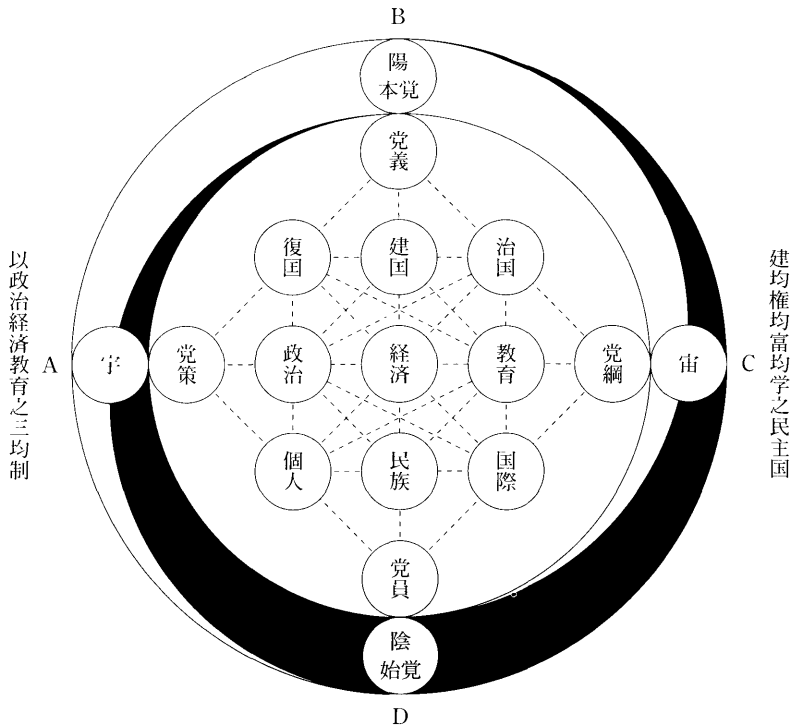 B
陽
本覚
党義
復国
建国
治国
以政治経済教育之三均制
A
宇
党策
政治
経済
教育
党綱
宙
C
建均権均富均学之民主国
個人
民族
国際
党員
陰
始覚
D